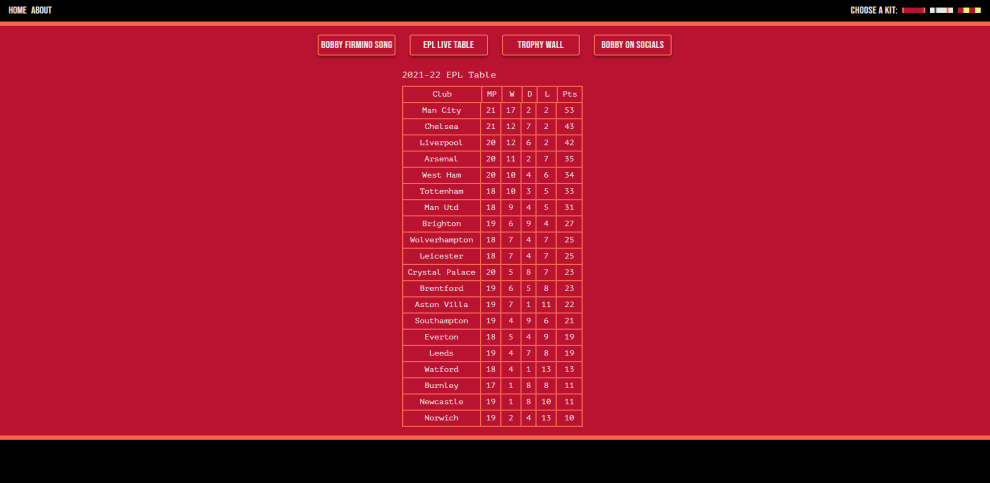 HOME ABOUT CHOOSE A KIT:
BOBBY FIRMINO SONG EPL LIVE TABLE TROPHY WALL BOBBY ON SOCIALS
2021-22 EPL Table
Club MP W D L Pts
Man City 21 17 2 2 53
Chelsea 21 12 7 2 43
Liverpool 20 12 6 2 42
Arsenal 20 11 2 7 35
West Ham 20 10 4 6 34
Tottenham 18 10 3 5 33
Man Utd 18 9 4 5 31
Brighton 19 6 9 4 27
Wolverhampton 18 7 4 7 25
Leicester 18 7 4 7 25
Crystal Palace 20 5 8 7 23
Brentford 19 6 5 8 23
Aston Villa 19 7 1 11 22
Southampton 19 4 9 6 21
Everton 18 5 4 9 19
Leeds 19 4 7 8 19
Watford 18 4 1 13 13
Burnley 17 1 8 8 11
Newcastle 19 1 8 10 11
Norwich 19 2 4 13 10